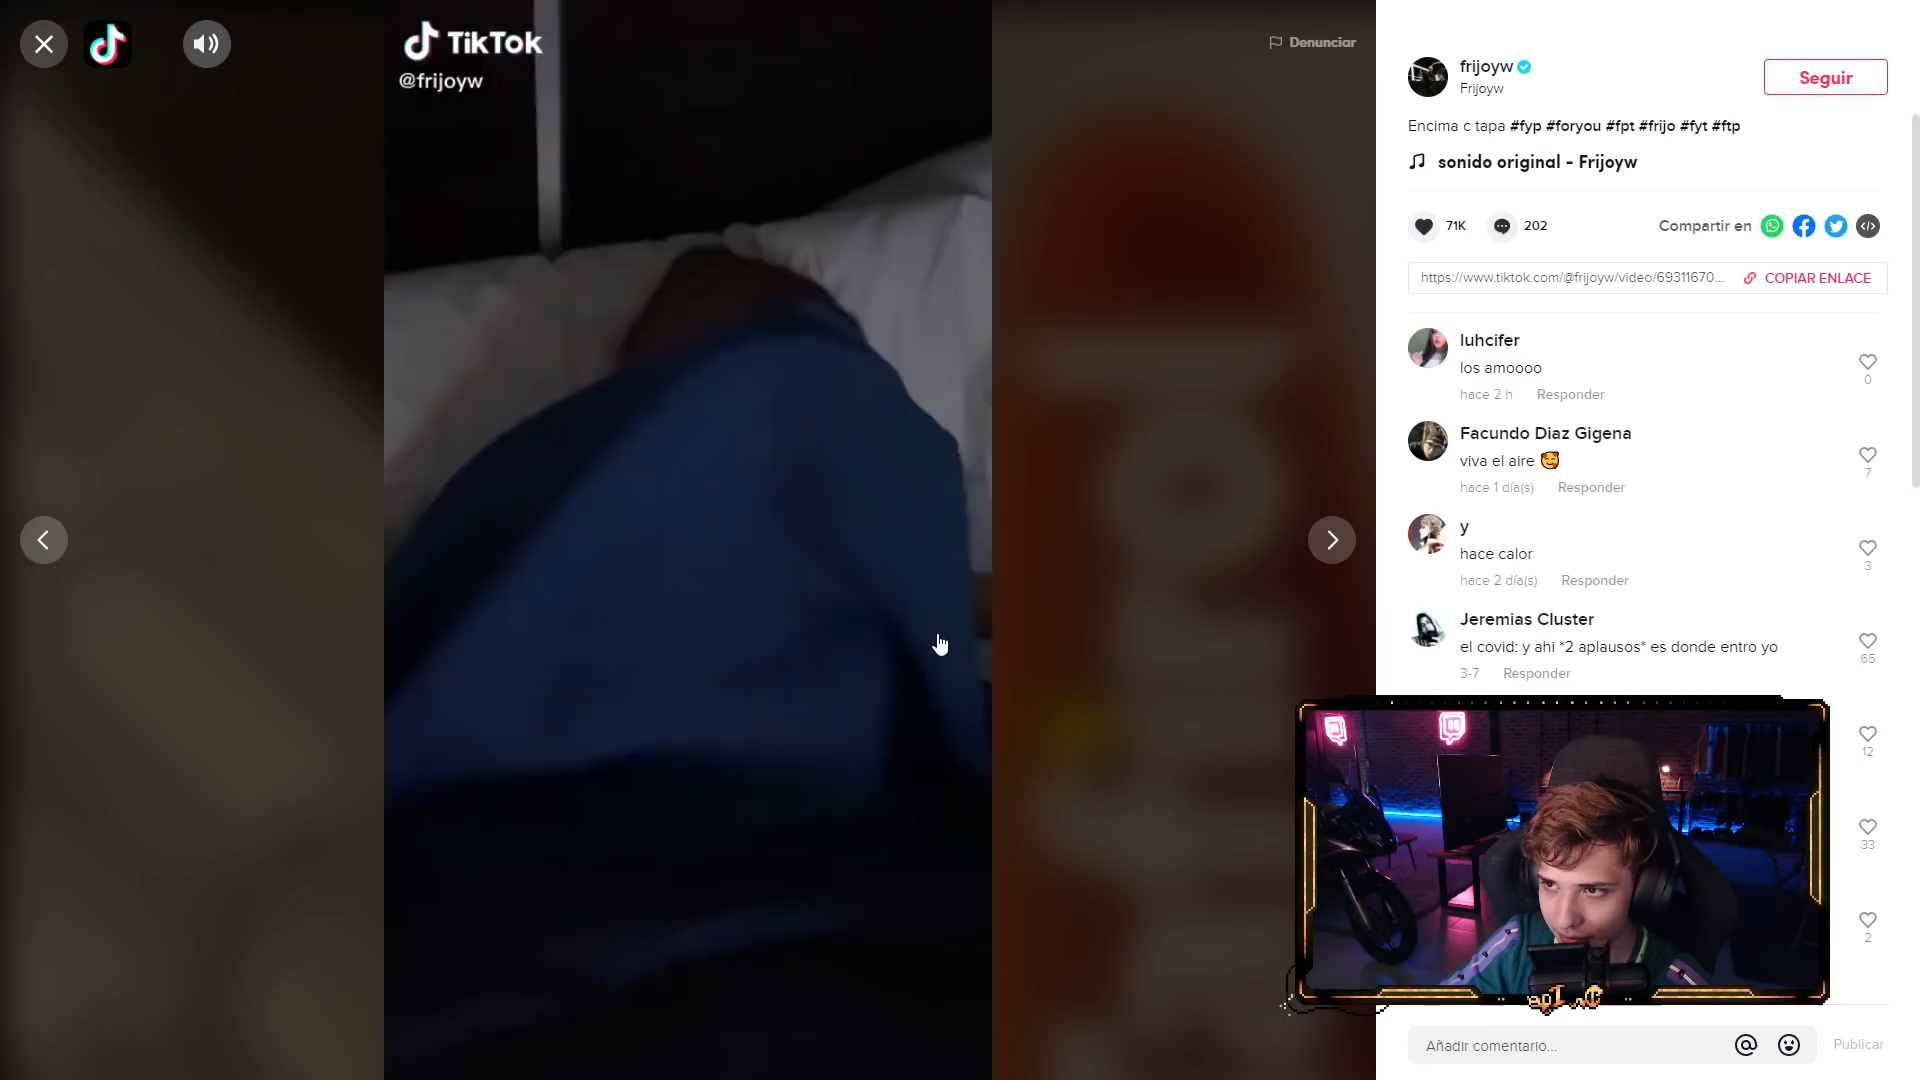 TikTok
@frijoyw
Denunciar
frijoyw
Frijoyw
Seguir
Encima c tapa #fyp #foryou #fpt #frijo #fyt #ftp
sonido original - Frijoyw
71K
202
Compartir en
https://www.tiktok.com/@frijoyw/video/69311670...
COPIAR ENLACE
luhcifer
los amoooo
hace 2 h Responder
0
Facundo Diaz Gigena
viva el aire 🥰
hace 1 día(s) Responder
7
y
hace calor
hace 2 día(s) Responder
3
Jeremias Cluster
el covid: y ahi *2 aplausos* es donde entro yo
3-7 Responder
65
12
33
2
Añadir comentario...
Publicar